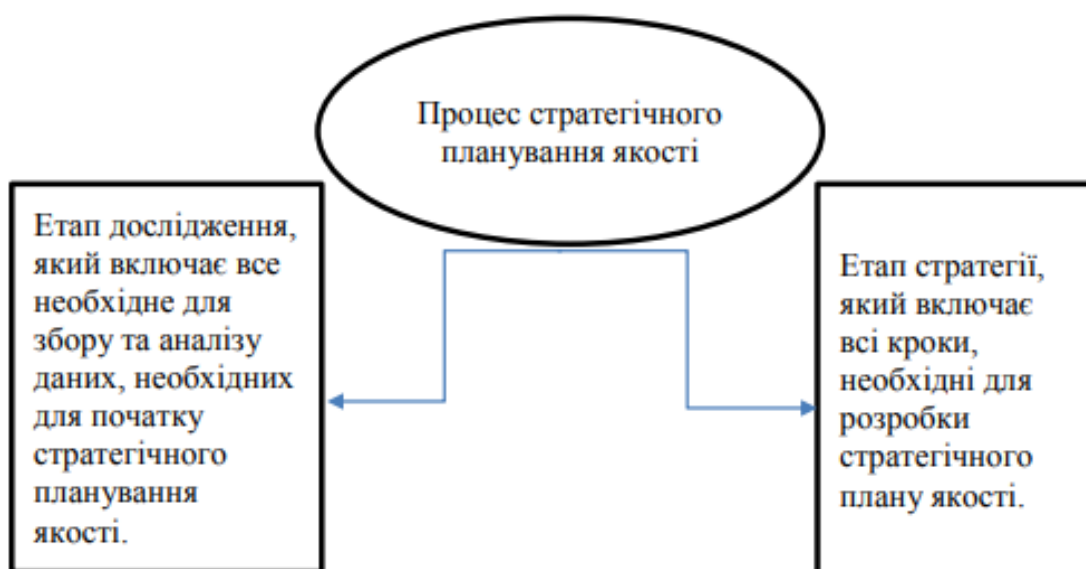 Процес стратегічного
планування якості
Етап дослідження,
який включає все
необхідне для
збору та аналізу
даних, необхідних
для початку
стратегічного
планування
якості.
Етап стратегії,
який включає
всі кроки,
необхідні для
розробки
стратегічного
плану якості.